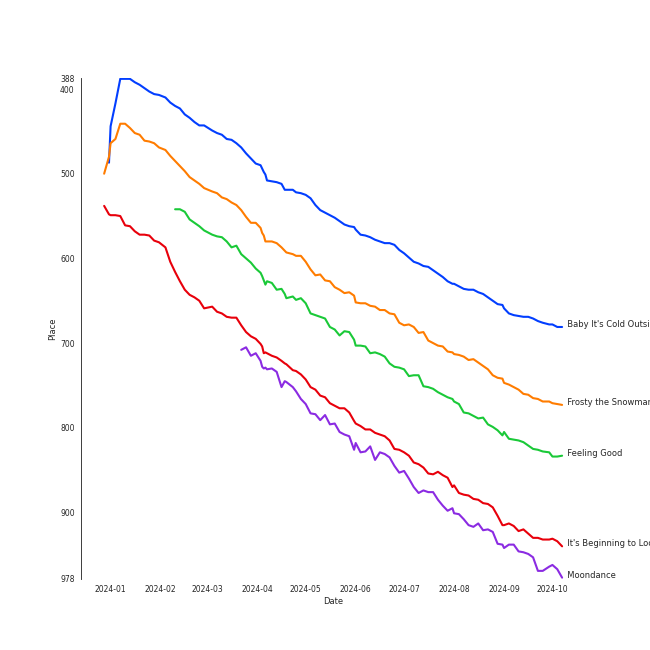 388
400
500
600
700
800
900
978
Place
Baby It's Cold Outsi
Frosty the Snowman
Feeling Good
It's Beginning to Loo
Moondance
2024-01 2024-02 2024-03 2024-04 2024-05 2024-06 2024-07 2024-08 2024-09 2024-10
Date